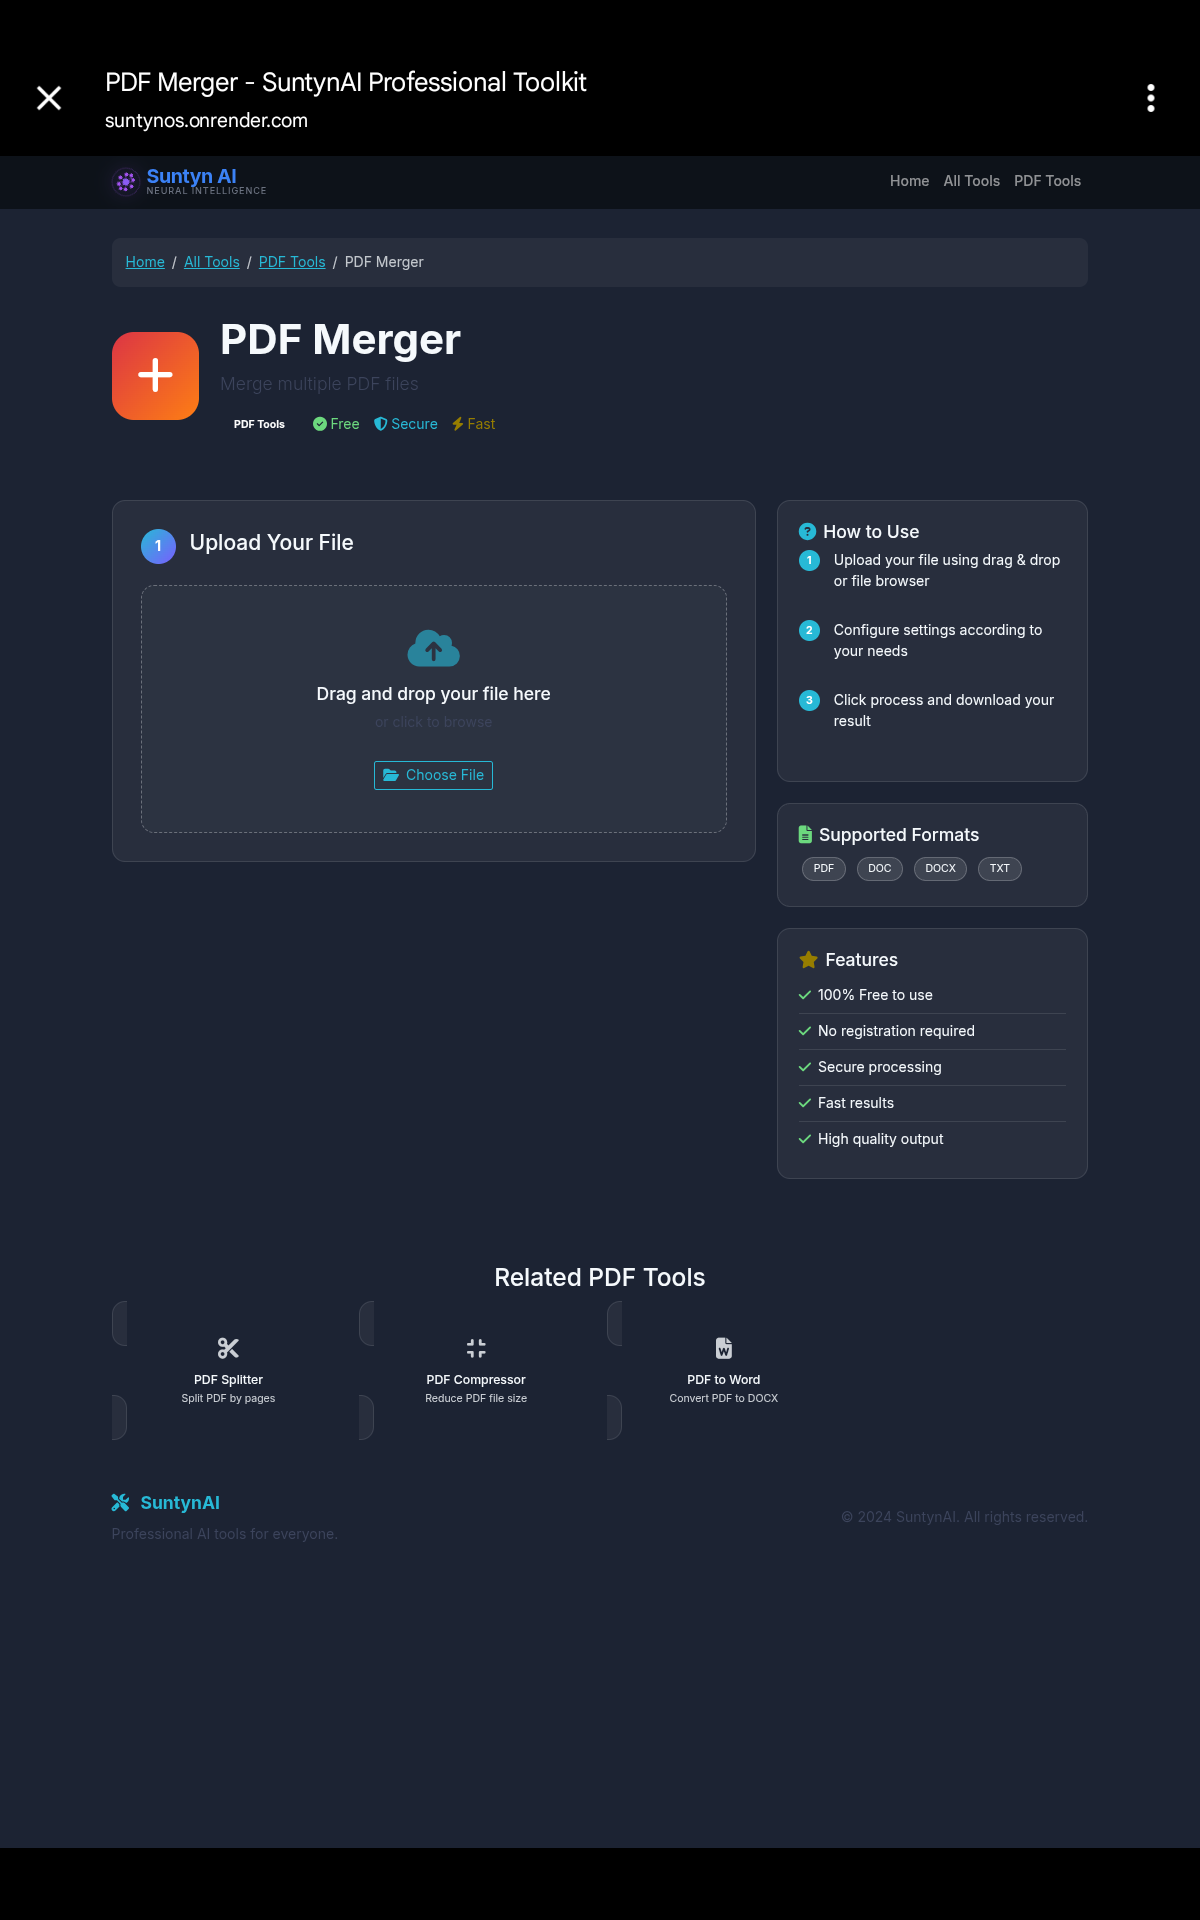 PDF Merger - SuntynAI Professional Toolkit
suntynos.onrender.com
Suntyn AI
NEURAL INTELLIGENCE
Home All Tools PDF Tools
Home / All Tools / PDF Tools / PDF Merger
PDF Merger
Merge multiple PDF files
PDF Tools Free Secure Fast
1 Upload Your File
Drag and drop your file here
or click to browse
Choose File
How to Use
1 Upload your file using drag & drop
or file browser
2 Configure settings according to
your needs
3 Click process and download your
result
Supported Formats
PDF DOC DOCX TXT
Features
100% Free to use
No registration required
Secure processing
Fast results
High quality output
Related PDF Tools
PDF Splitter
Split PDF by pages
PDF Compressor
Reduce PDF file size
PDF to Word
Convert PDF to DOCX
SuntynAI
Professional AI tools for everyone.
© 2024 SuntynAI. All rights reserved.